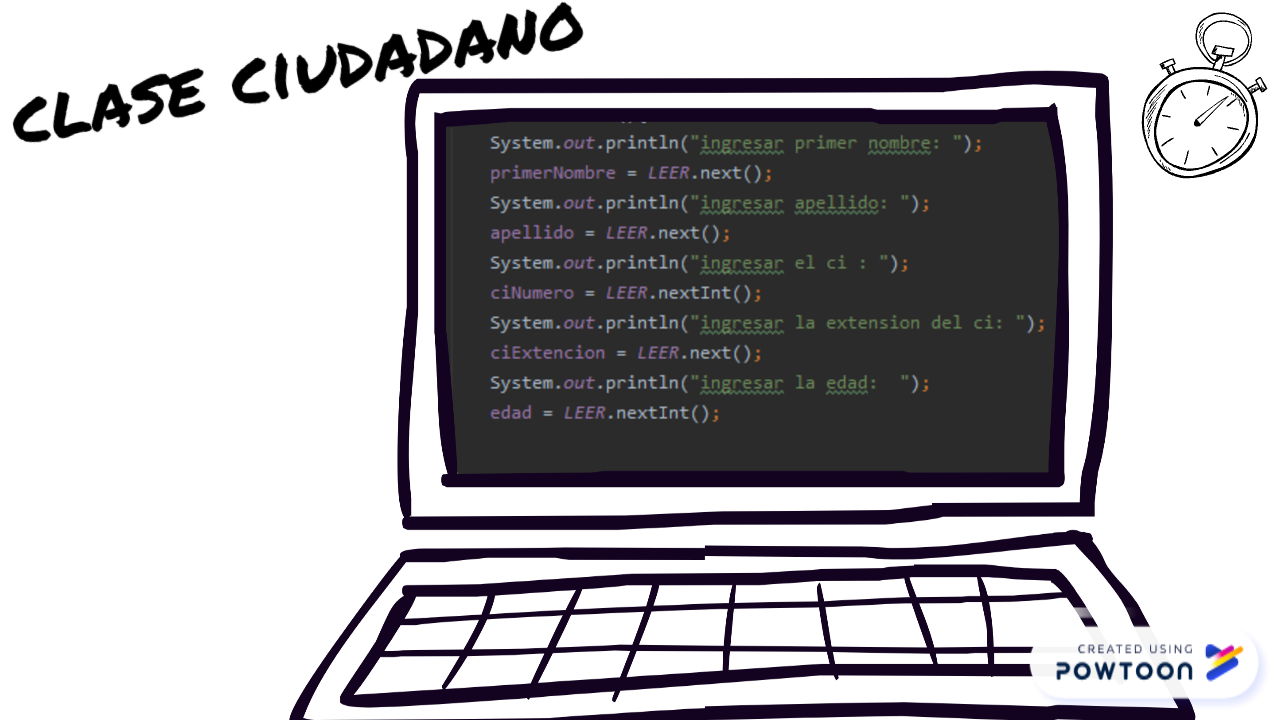 CLASE CIUDADANO
System.out.println("ingresar primer nombre: ");
primerNombre = LEER.next();
System.out.println("ingresar apellido: ");
apellido = LEER.next();
System.out.println("ingresar el ci : ");
ciNumero = LEER.nextInt();
System.out.println("ingresar la extension del ci: ");
ciExtencion = LEER.next();
System.out.println("ingresar la edad:  ");
edad = LEER.nextInt();
CREATED USING
POWTOON